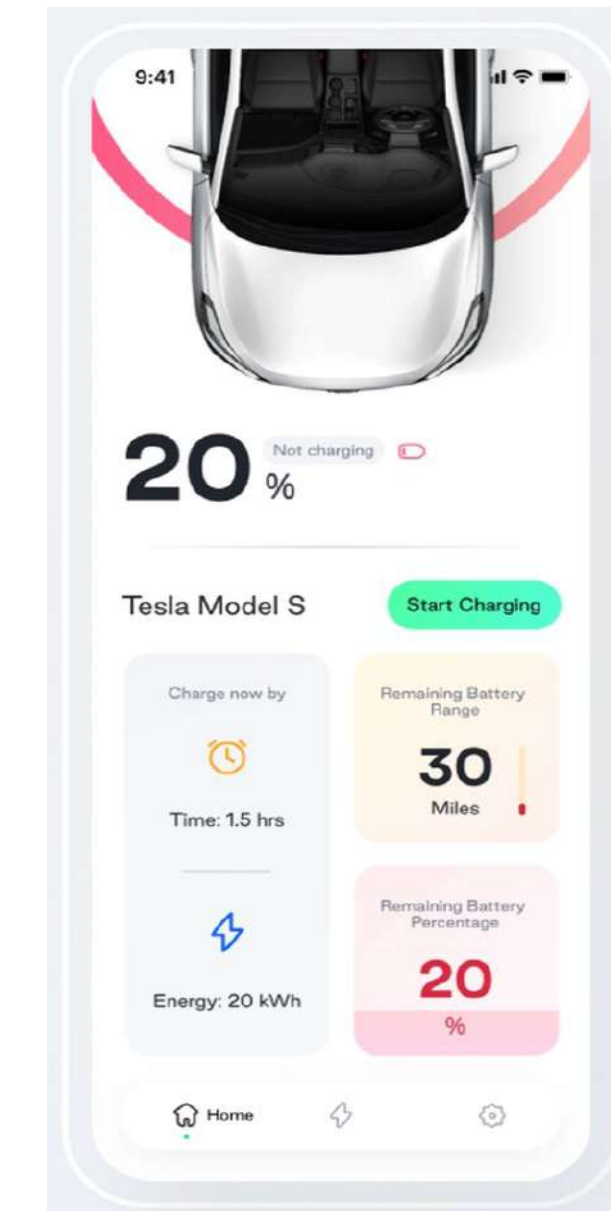 9:41
20
Not charging
%
Tesla Model S
Start Charging
Charge now by
Time: 1.5 hrs
Energy: 20 kWh
Remaining Battery
Range
30
Miles
Remaining Battery
Percentage
20
%
Home